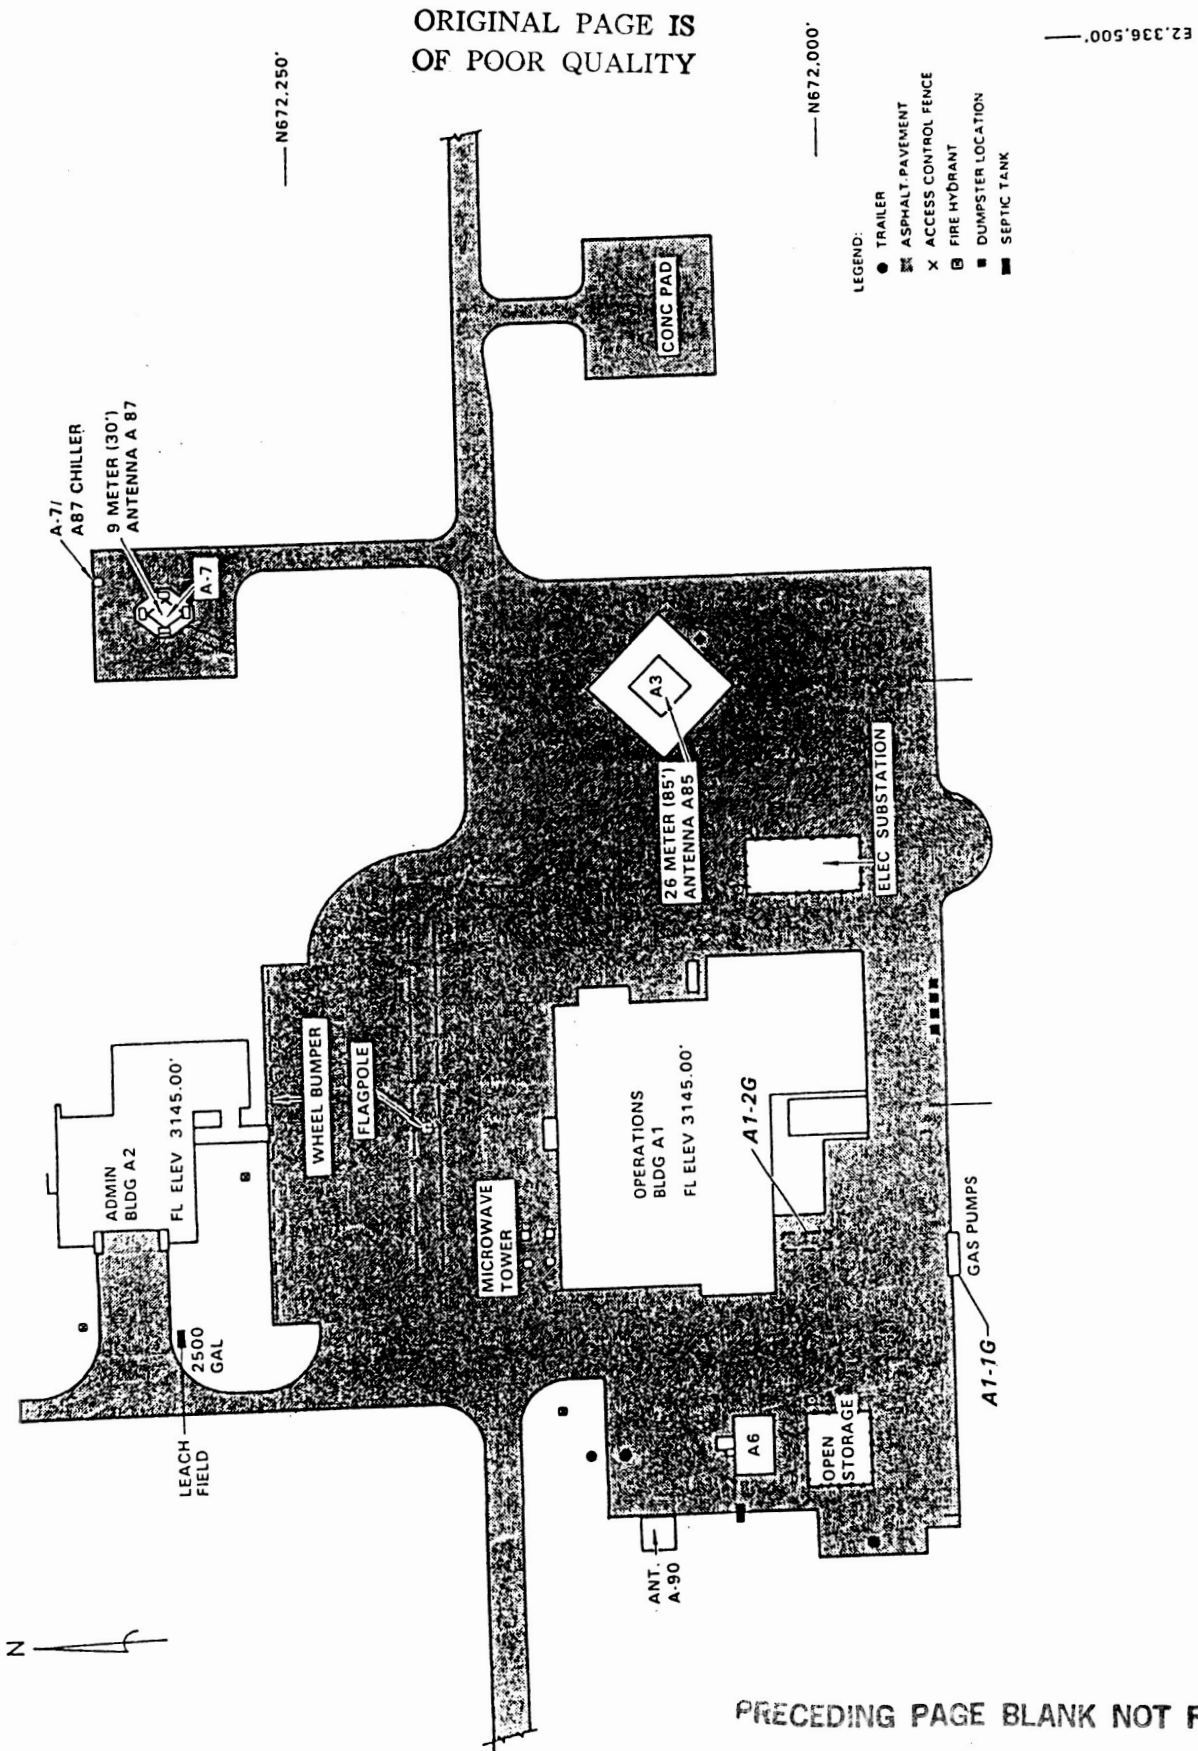 ORIGINAL PAGE IS
OF POOR QUALITY
N672,250'
N672,000'
E2,336,500'
A-7/
A87 CHILLER
9 METER (30')
ANTENNA A 87
A-7
CONC PAD
LEGEND:
TRAILER
ASPHALT PAVEMENT
ACCESS CONTROL FENCE
FIRE HYDRANT
DUMPSTER LOCATION
SEPTIC TANK
A3
26 METER (85')
ANTENNA A85
ELEC SUBSTATION
ADMIN
BLDG A2
FL ELEV 3145.00'
WHEEL BUMPER
FLAGPOLE
MICROWAVE
TOWER
OPERATIONS
BLDG A1
FL ELEV 3145.00'
A1-2G
GAS PUMPS
A1-1G
2500
GAL
LEACH
FIELD
A6
OPEN
STORAGE
ANT.
A-90
N
PRECEDING PAGE BLANK NOT F